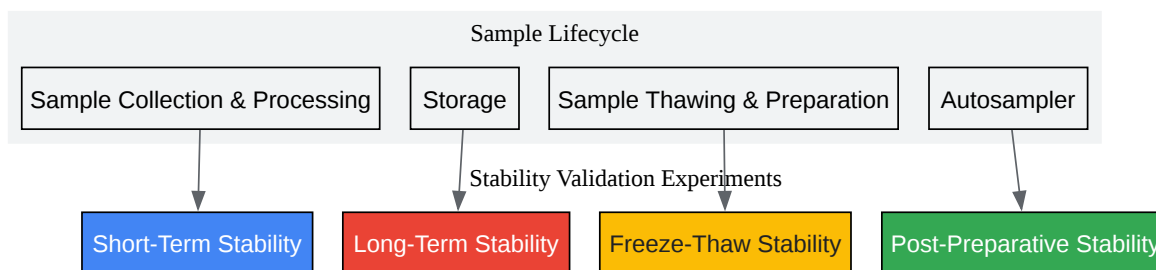 Sample Lifecycle
Sample Collection & Processing
Storage
Sample Thawing & Preparation
Autosampler
Stability Validation Experiments
Short-Term Stability
Long-Term Stability
Freeze-Thaw Stability
Post-Preparative Stability